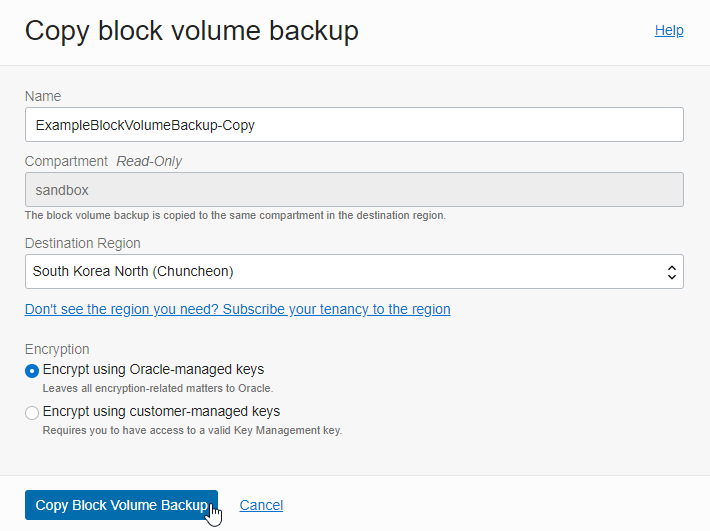 Copy block volume backup
Help
Name
ExampleBlockVolumeBackup-Copy
Compartment Read-Only
sandbox
The block volume backup is copied to the same compartment in the destination region.
Destination Region
South Korea North (Chuncheon)
Don't see the region you need? Subscribe your tenancy to the region
Encryption
Encrypt using Oracle-managed keys
Leaves all encryption-related matters to Oracle.
Encrypt using customer-managed keys
Requires you to have access to a valid Key Management key.
Copy Block Volume Backup
Cancel